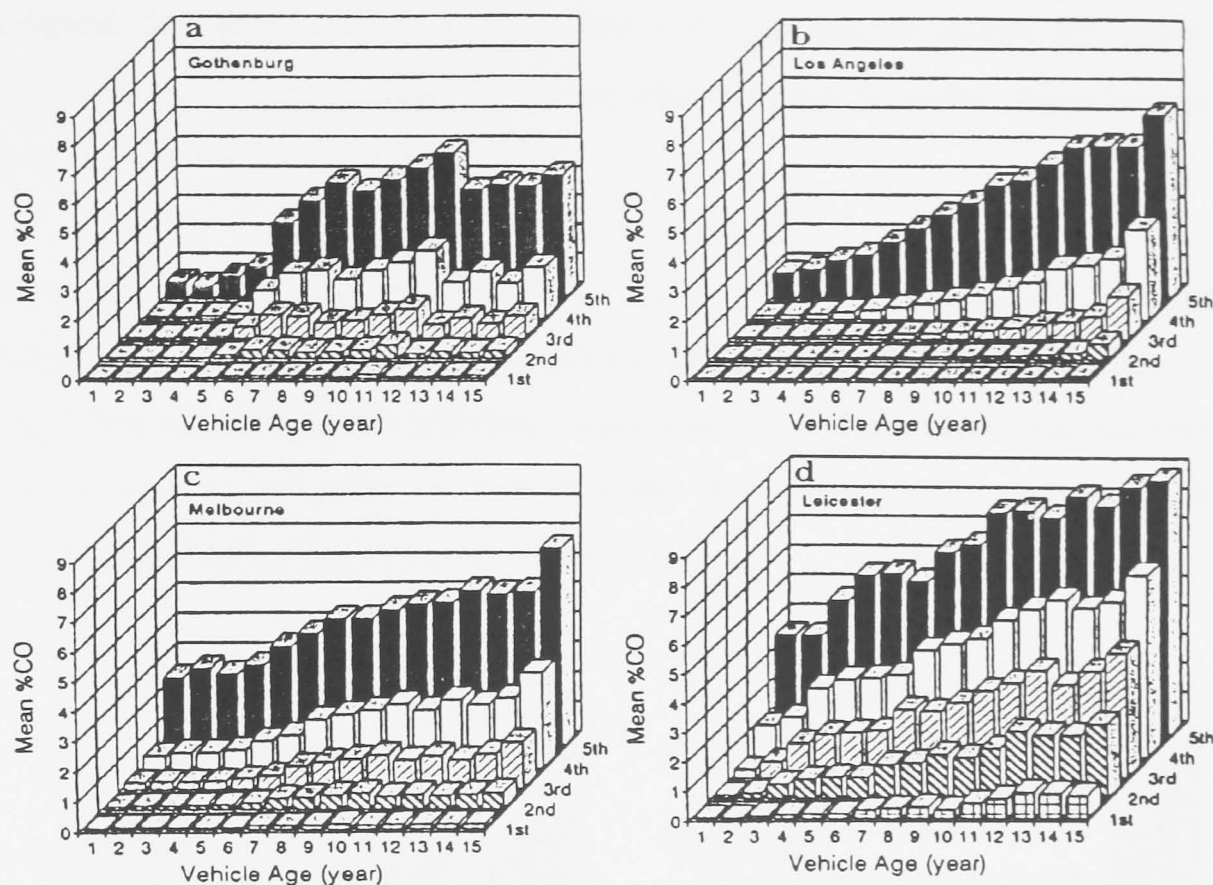 a
Gothenburg
Mean %CO
9
8
7
6
5
4
3
2
1
0
1 2 3 4 5 6 7 8 9 10 11 12 13 14 15
1st
2nd
3rd
4th
5th
Vehicle Age (year)
b
Los Angeles
Mean %CO
9
8
7
6
5
4
3
2
1
0
1 2 3 4 5 6 7 8 9 10 11 12 13 14 15
1st
2nd
3rd
4th
5th
Vehicle Age (year)
c
Melbourne
Mean %CO
9
8
7
6
5
4
3
2
1
0
1 2 3 4 5 6 7 8 9 10 11 12 13 14 15
1st
2nd
3rd
4th
5th
Vehicle Age (year)
d
Leicester
Mean %CO
9
8
7
6
5
4
3
2
1
0
1 2 3 4 5 6 7 8 9 10 11 12 13 14 15
1st
2nd
3rd
4th
5th
Vehicle Age (year)